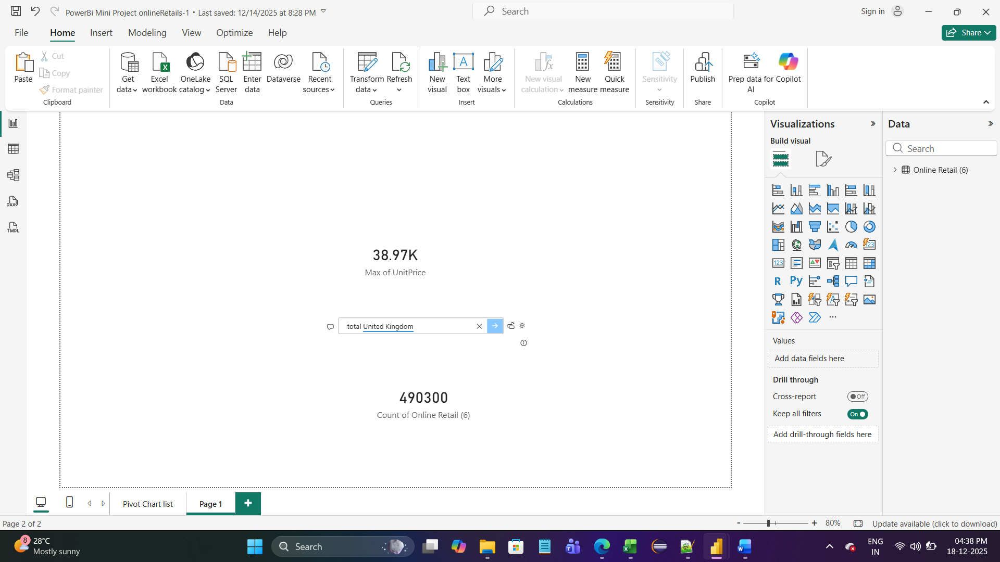 PowerBi Mini Project onlineRetails-1 • Last saved: 12/14/2025 at 8:28 PM
Search
Sign in
File Home Insert Modeling View Optimize Help
Share
Paste
Cut
Copy
Format painter
Clipboard
Get data
Excel workbook
OneLake catalog
SQL Server
Enter data
Dataverse
Recent sources
Data
Transform data
Refresh
Queries
New visual
Text box
More visuals
Insert
New visual calculation
New measure
Quick measure
Calculations
Sensitivity
Sensitivity
Publish
Share
Prep data for AI
Copilot
Copilot
DAX
TMDL
38.97K
Max of UnitPrice
total United Kingdom
490300
Count of Online Retail (6)
Visualizations
Build visual
123
123
R
Py
Values
Add data fields here
Drill through
Cross-report
Off
Keep all filters
On
Add drill-through fields here
Data
Search
Online Retail (6)
Pivot Chart list
Page 1
Page 2 of 2
- + 80%
Update available (click to download)
8
28°C
Mostly sunny
Search
ENG
IN
04:38 PM
18-12-2025